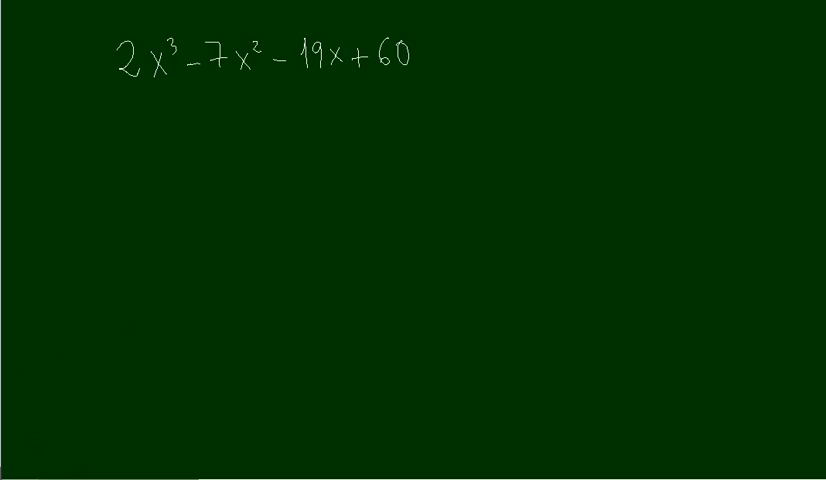 2x³ - 7x² - 19x + 60